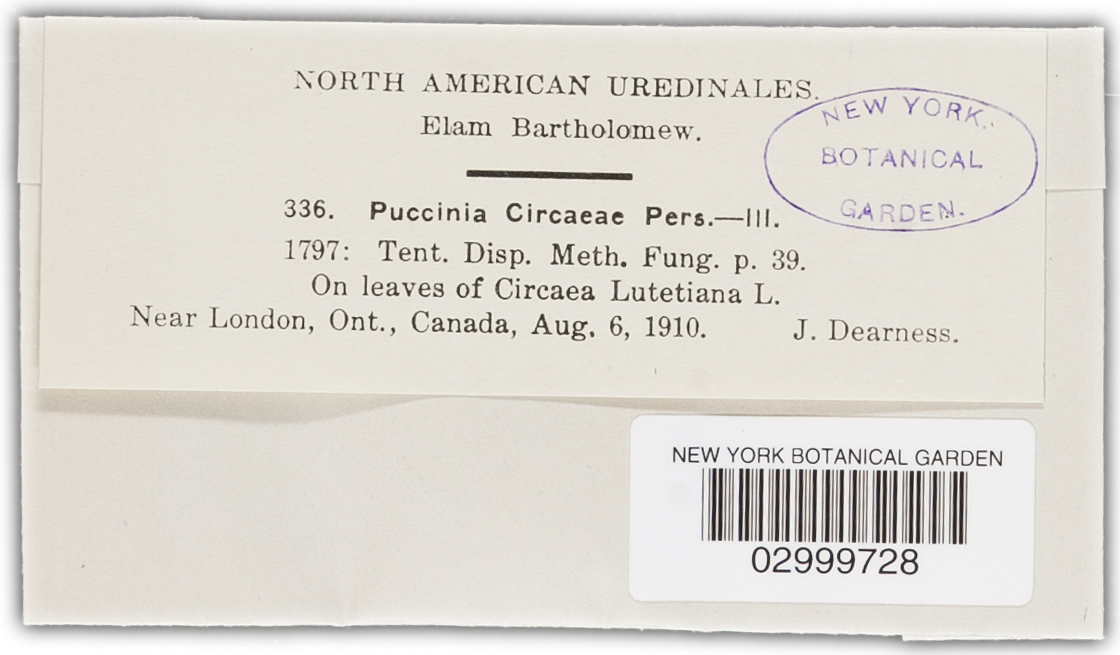 NORTH AMERICAN UREDINALES.
Elam Bartholomew.
NEW YORK.
BOTANICAL
GARDEN.
336. Puccinia Circaeae Pers.—III.
1797: Tent. Disp. Meth. Fung. p. 39.
On leaves of Circaea Lutetiana L.
Near London, Ont., Canada, Aug. 6, 1910. J. Dearness.
NEW YORK BOTANICAL GARDEN
02999728